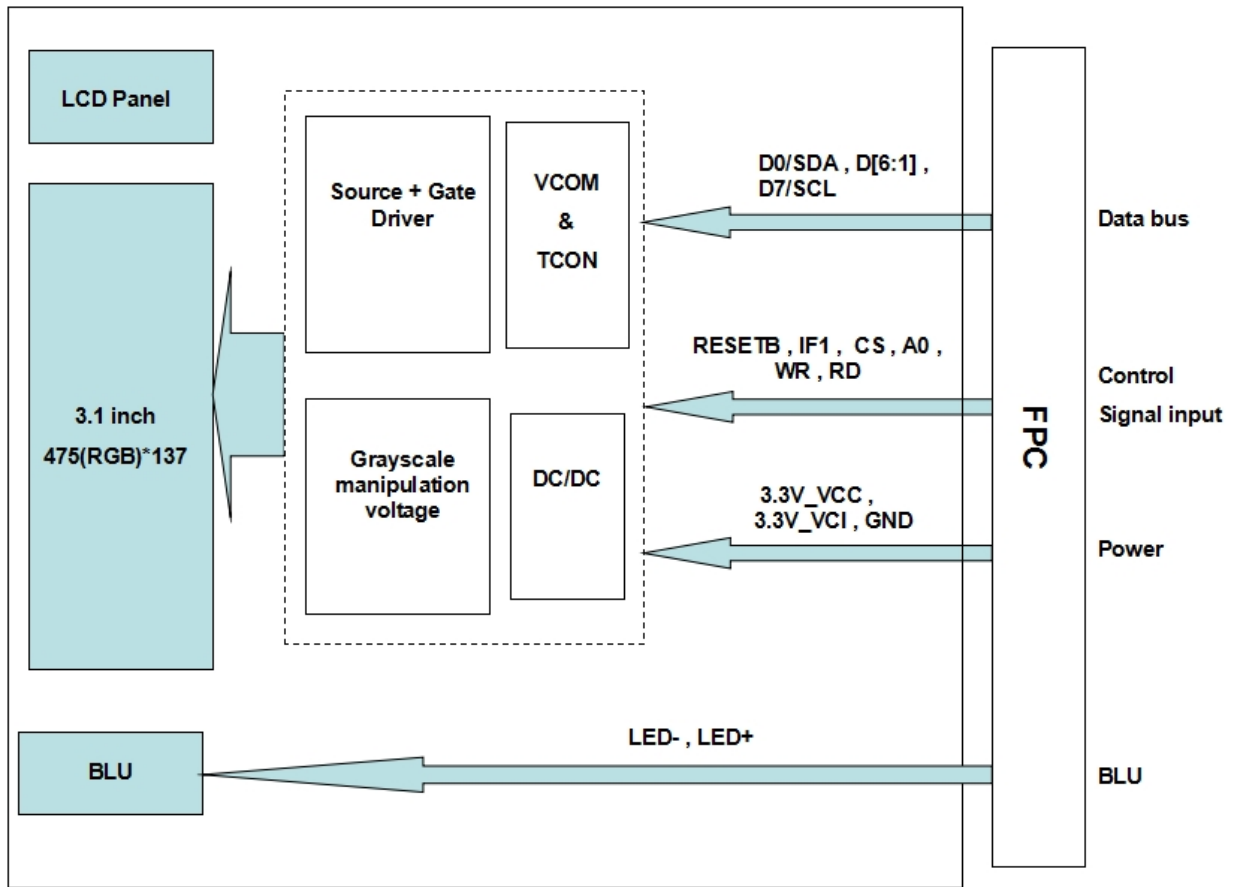 LCD Panel
3.1 inch
475(RGB)*137
BLU
Source + Gate
Driver
VCOM
&
TCON
Grayscale
manipulation
voltage
DC/DC
D0/SDA , D[6:1] ,
D7/SCL
RESETB , IF1 , CS , A0 ,
WR , RD
3.3V_VCC ,
3.3V_VCI , GND
LED- , LED+
FPC
Data bus
Control
Signal input
Power
BLU